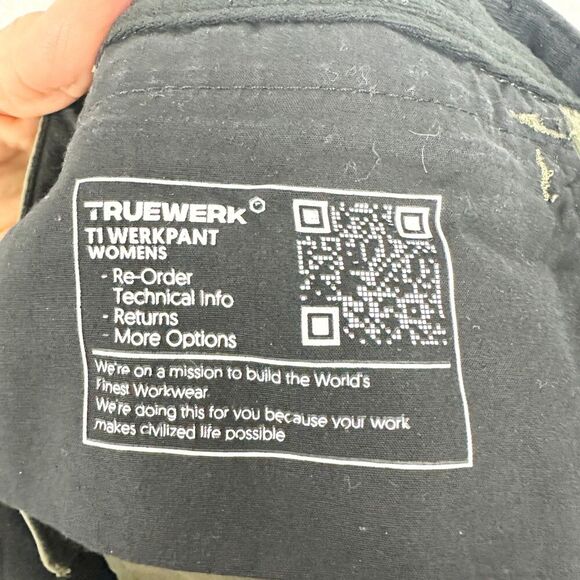 TRUEWERK
T1 WERKPANT
WOMENS
- Re-Order
Technical Info
- Returns
- More Options
We're on a mission to build the World's
Finest Workwear
We're doing this for you because your work
makes civilized life possible